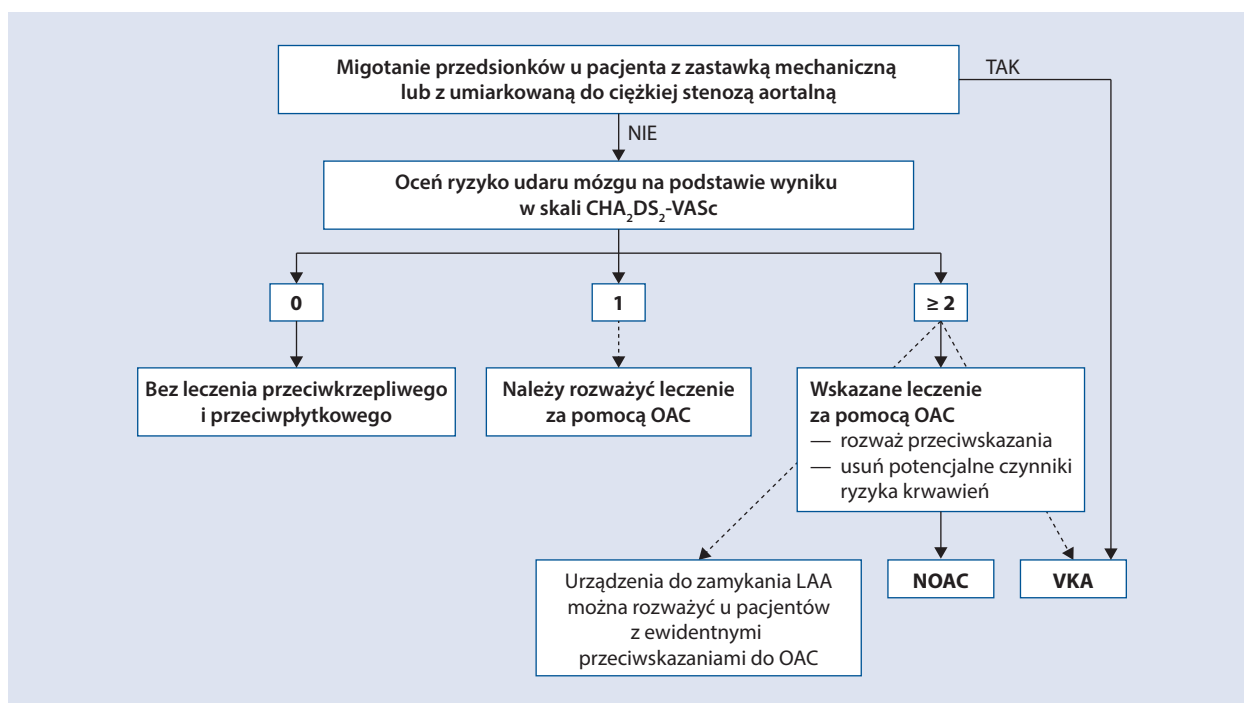 Migotanie przedsionków u pacjenta z zastawką mechaniczną
lub z umiarkowaną do ciężkiej stenozą aortalną
TAK
NIE
Oceń ryzyko udaru mózgu na podstawie wyniku
w skali CHA₂DS₂-VASc
0
1
≥ 2
Bez leczenia przeciwkrzepliwego
i przeciwpłytkowego
Należy rozważyć leczenie
za pomocą OAC
Wskazane leczenie
za pomocą OAC
— rozważ przeciwskazania
— usuń potencjalne czynniki
ryzyka krwawień
Urządzenia do zamykania LAA
można rozważyć u pacjentów
z ewidentnymi
przeciwskazaniami do OAC
NOAC
VKA